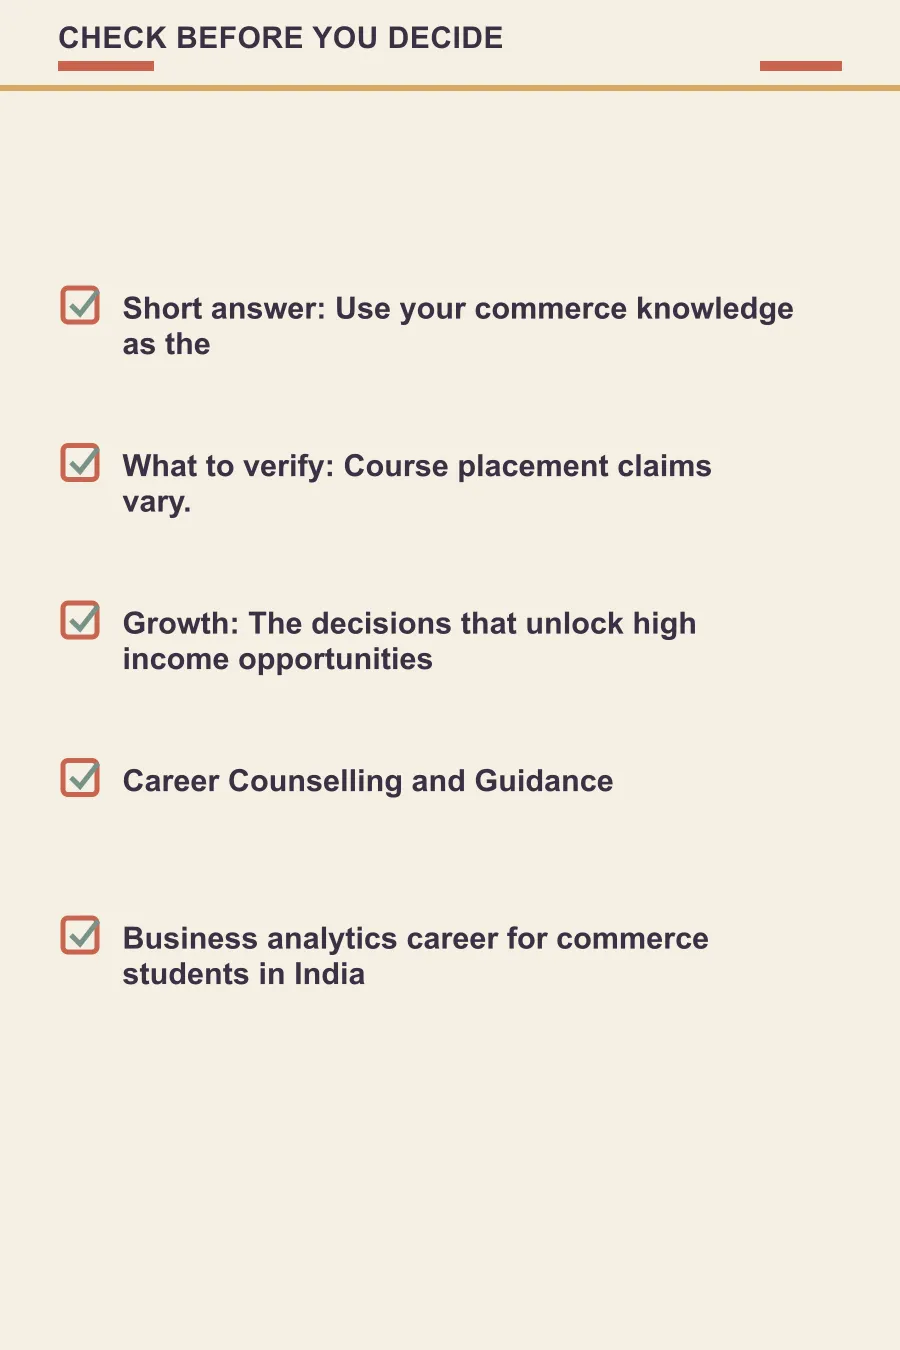 CHECK BEFORE YOU DECIDE
Short answer: Use your commerce knowledge
as the
What to verify: Course placement claims
vary.
Growth: The decisions that unlock high
income opportunities
Career Counselling and Guidance
Business analytics career for commerce
students in India